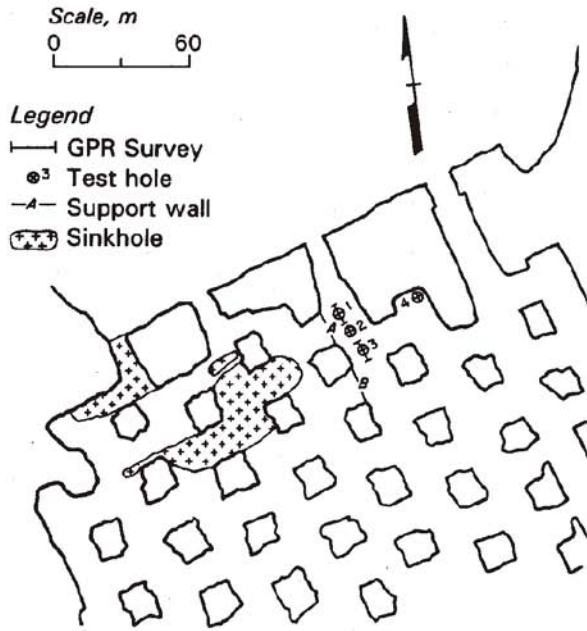 Scale, m
0 60
Legend
GPR Survey
3 Test hole
A Support wall
Sinkhole
1
A 2
3
4
B